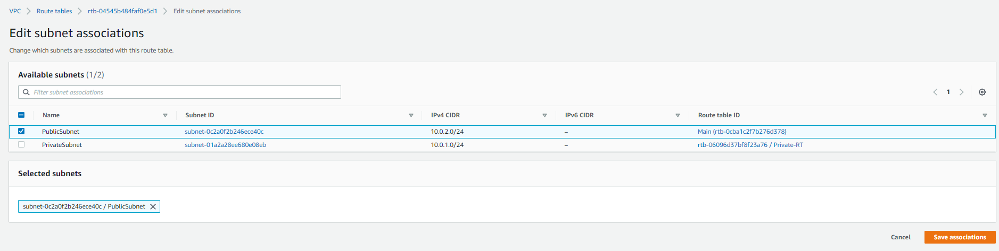 VPC > Route tables > rtb-04545b484faf0e5d1 > Edit subnet associations
Edit subnet associations
Change which subnets are associated with this route table.
Available subnets (1/2)
Filter subnet associations
1
Name Subnet ID IPv4 CIDR IPv6 CIDR Route table ID
PublicSubnet subnet-0c2a0f2b246ece40c 10.0.2.0/24 – Main (rtb-0cba1c2f7b276d378)
PrivateSubnet subnet-01a2a28ee680e08eb 10.0.1.0/24 – rtb-06096d37bf8f23a76 / Private-RT
Selected subnets
subnet-0c2a0f2b246ece40c / PublicSubnet
Cancel Save associations